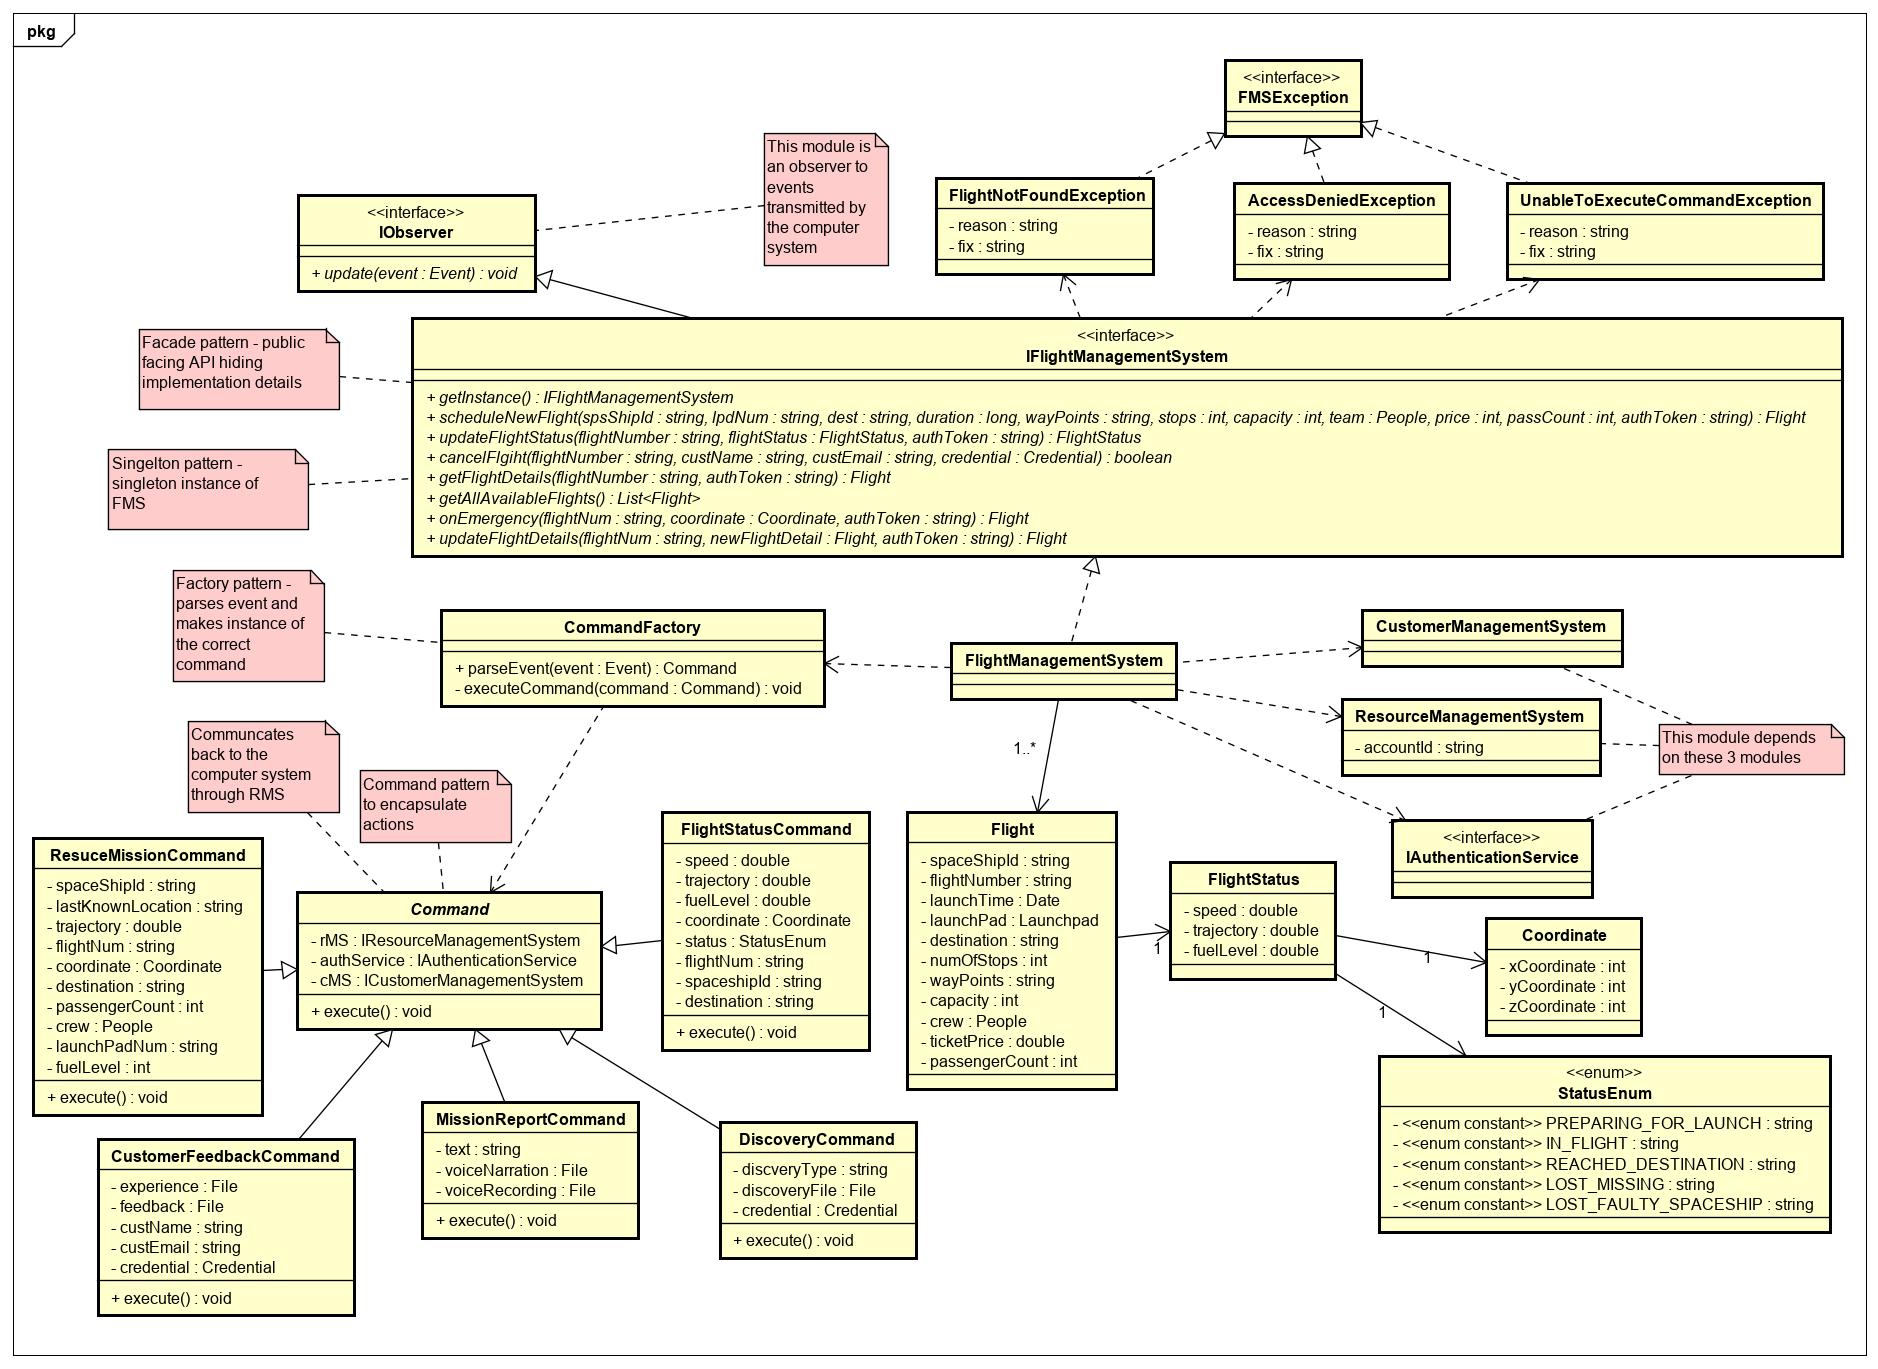 pkg
<<interface>>
FMSException
This module is
an observer to
events
transmitted by
the computer
system
<<interface>>
IObserver
+ update(event : Event) : void
FlightNotFoundException
- reason : string
- fix : string
AccessDeniedException
- reason : string
- fix : string
UnableToExecuteCommandException
- reason : string
- fix : string
Facade pattern - public
facing API hiding
implementation details
Singelton pattern -
singleton instance of
FMS
<<interface>>
IFlightManagementSystem
+ getInstance() : IFlightManagementSystem
+ scheduleNewFlight(spsShipId : string, lpdNum : string, dest : string, duration : long, wayPoints : string, stops : int, capacity : int, team : People, price : int, passCount : int, authToken : string) : Flight
+ updateFlightStatus(flightNumber : string, flightStatus : FlightStatus, authToken : string) : FlightStatus
+ cancelFlgiht(flightNumber : string, custName : string, custEmail : string, credential : Credential) : boolean
+ getFlightDetails(flightNumber : string, authToken : string) : Flight
+ getAllAvailableFlights() : List<Flight>
+ onEmergency(flightNum : string, coordinate : Coordinate, authToken : string) : Flight
+ updateFlightDetails(flightNum : string, newFlightDetail : Flight, authToken : string) : Flight
Factory pattern -
parses event and
makes instance of
the correct
command
CommandFactory
+ parseEvent(event : Event) : Command
- executeCommand(command : Command) : void
FlightManagementSystem
CustomerManagementSystem
ResourceManagementSystem
- accountId : string
This module depends
on these 3 modules
<<interface>>
IAuthenticationService
Communcates
back to the
computer system
through RMS
Command pattern
to encapsulate
actions
1..*
ResuceMissionCommand
- spaceShipId : string
- lastKnownLocation : string
- trajectory : double
- flightNum : string
- coordinate : Coordinate
- destination : string
- passengerCount : int
- crew : People
- launchPadNum : string
- fuelLevel : int
+ execute() : void
Command
- rMS : IResourceManagementSystem
- authService : IAuthenticationService
- cMS : ICustomerManagementSystem
+ execute() : void
FlightStatusCommand
- speed : double
- trajectory : double
- fuelLevel : double
- coordinate : Coordinate
- status : StatusEnum
- flightNum : string
- spaceshipId : string
- destination : string
+ execute() : void
Flight
- spaceShipId : string
- flightNumber : string
- launchTime : Date
- launchPad : Launchpad
- destination : string
- numOfStops : int
- wayPoints : string
- capacity : int
- crew : People
- ticketPrice : double
- passengerCount : int
1
FlightStatus
- speed : double
- trajectory : double
- fuelLevel : double
1
Coordinate
- xCoordinate : int
- yCoordinate : int
- zCoordinate : int
1
<<enum>>
StatusEnum
- <<enum constant>> PREPARING_FOR_LAUNCH : string
- <<enum constant>> IN_FLIGHT : string
- <<enum constant>> REACHED_DESTINATION : string
- <<enum constant>> LOST_MISSING : string
- <<enum constant>> LOST_FAULTY_SPACESHIP : string
CustomerFeedbackCommand
- experience : File
- feedback : File
- custName : string
- custEmail : string
- credential : Credential
+ execute() : void
MissionReportCommand
- text : string
- voiceNarration : File
- voiceRecording : File
+ execute() : void
DiscoveryCommand
- discveryType : string
- discoveryFile : File
- credential : Credential
+ execute() : void